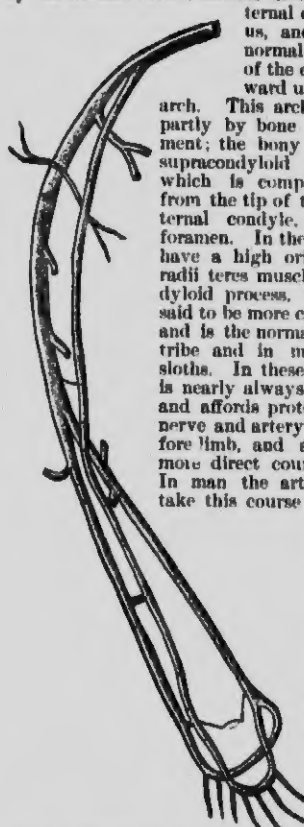 ternal c
us, and
normal
of the e
ward u
arch. This arc
partly by bone
ment; the bony
supracondyloid
which is comp
from the tip of t
ternal condyle.
foramen. In the
have a high ori
radii teres muscl
dyloid process.
said to be more c
and is the norma
tribe and in m
sloths. In these
is nearly always
and affords prot
nerve and artery
fore limb, and a
more direct cour
In man the art
take this course